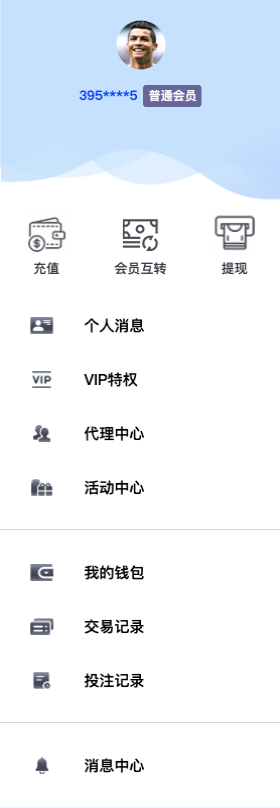 395****5 普通会员
充值 会员互转 提现
个人消息
VIP VIP特权
代理中心
活动中心
我的钱包
交易记录
投注记录
消息中心